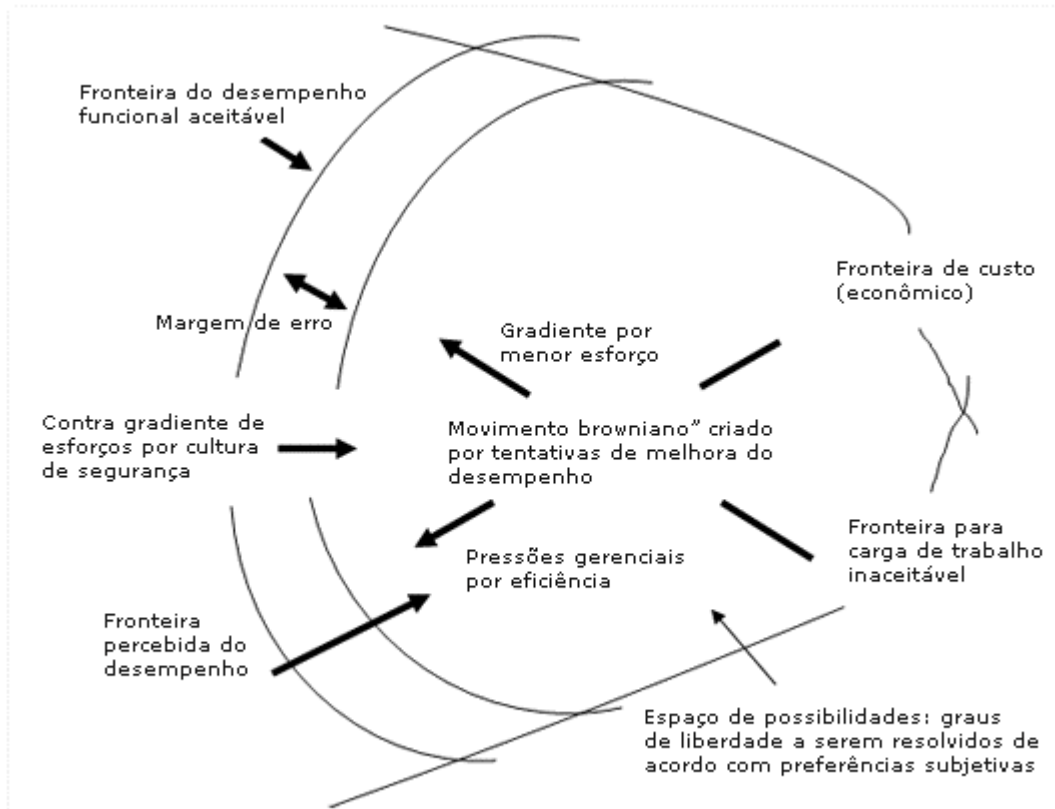 Fronteira do desempenho
funcional aceitável
Fronteira de custo
(econômico)
Margem de erro
Gradiente por
menor esforço
Contra gradiente de
esforços por cultura
de segurança
Movimento browniano” criado
por tentativas de melhora do
desempenho
Fronteira para
carga de trabalho
inaceitável
Pressões gerenciais
por eficiência
Fronteira
percebida do
desempenho
Espaço de possibilidades: graus
de liberdade a serem resolvidos de
acordo com preferências subjetivas